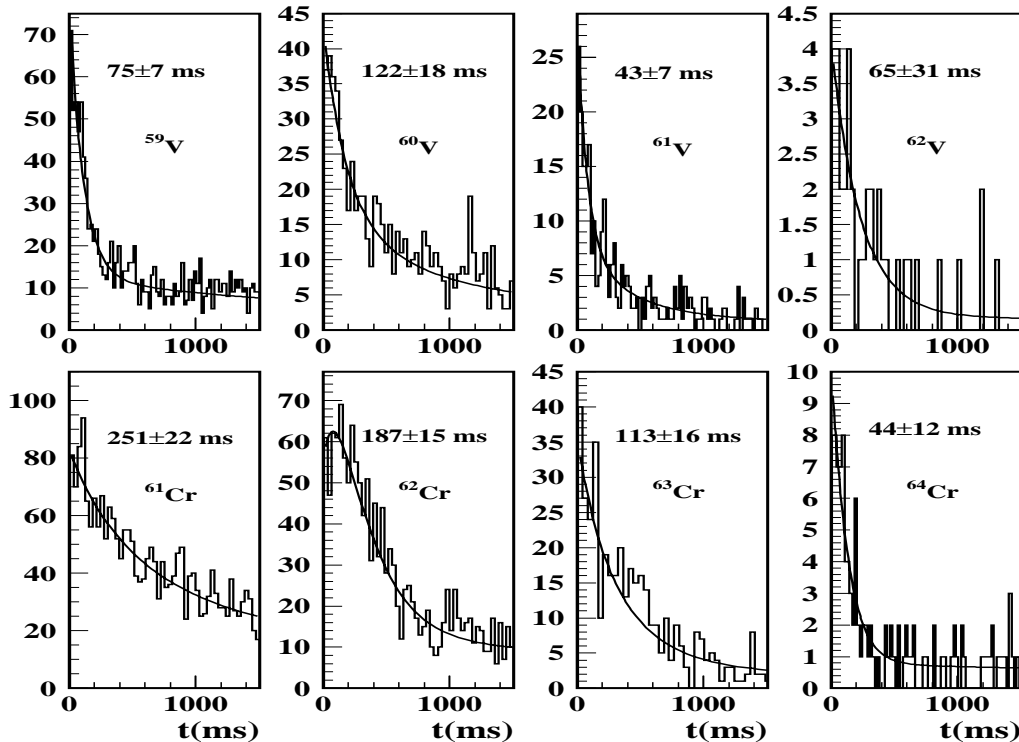 70 60 50 40 30 20 10 0
75±7 ms
59V
0 1000
45 40 35 30 25 20 15 10 5 0
122±18 ms
60V
0 1000
25 20 15 10 5 0
43±7 ms
61V
0 1000
4.5 4 3.5 3 2.5 2 1.5 1 0.5 0
65±31 ms
62V
0 1000
100 80 60 40 20 0
251±22 ms
61Cr
0 1000
t(ms)
70 60 50 40 30 20 10 0
187±15 ms
62Cr
0 1000
t(ms)
45 40 35 30 25 20 15 10 5 0
113±16 ms
63Cr
0 1000
t(ms)
10 9 8 7 6 5 4 3 2 1 0
44±12 ms
64Cr
0 1000
t(ms)